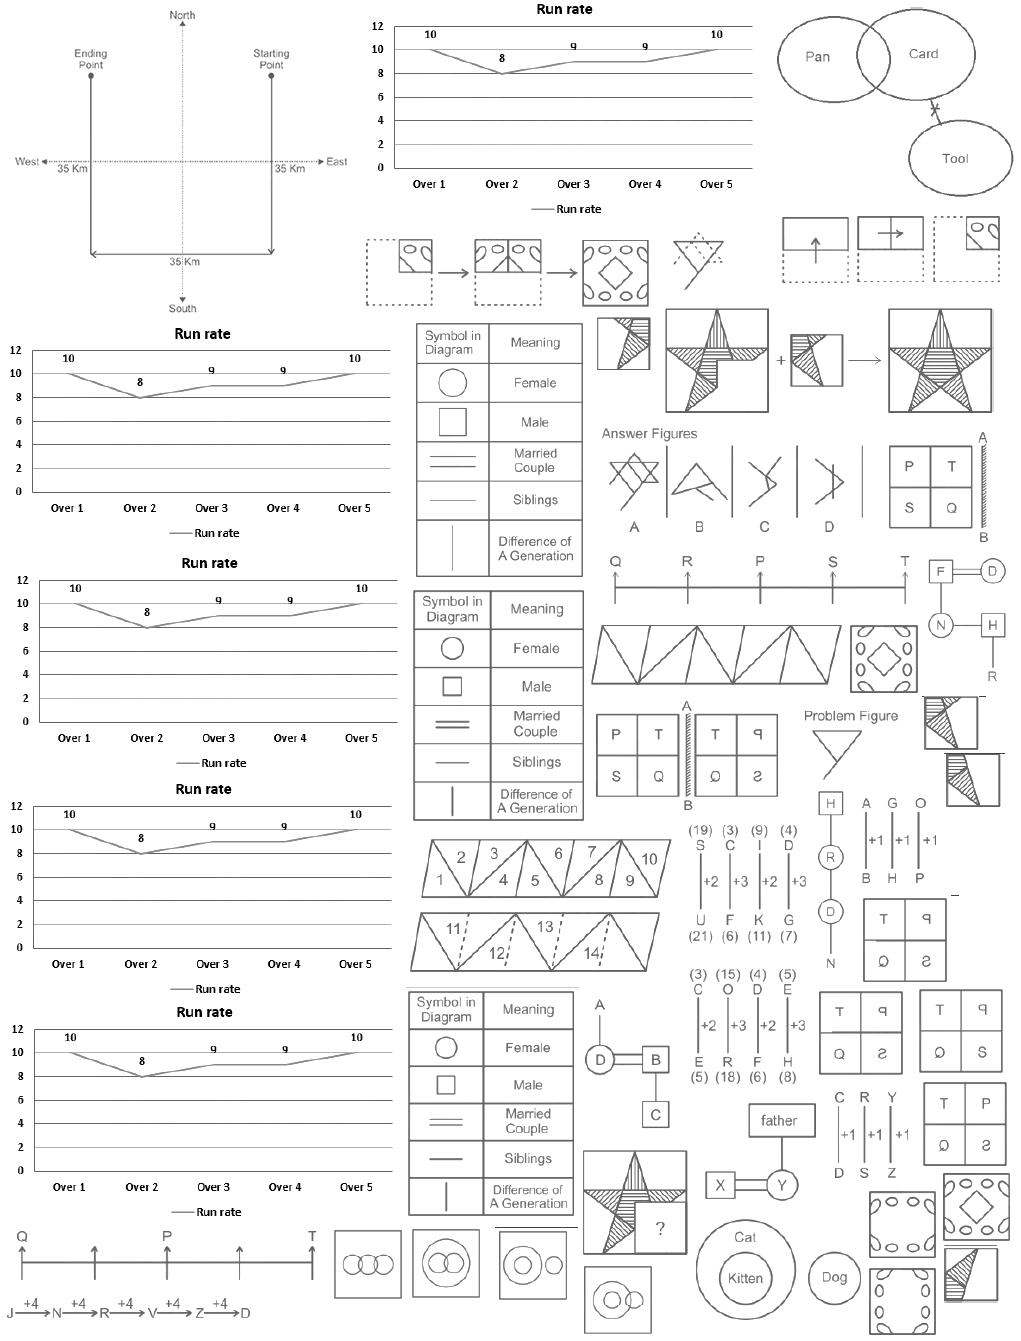 North
Ending
Point
Starting
Point
West
East
35 Km
35 Km
35 Km
South
Run rate
12
10
8
6
4
2
0
10
8
9
9
10
Over 1
Over 2
Over 3
Over 4
Over 5
Run rate
Pan
Card
Tool
Run rate
12
10
8
6
4
2
0
10
8
9
9
10
Over 1
Over 2
Over 3
Over 4
Over 5
Run rate
Symbol in
Diagram
Meaning
Female
Male
Married
Couple
Siblings
Difference of
A Generation
+
Answer Figures
A
B
C
D
P
T
S
Q
A
B
Q
R
P
S
T
F
D
N
H
R
Run rate
12
10
8
6
4
2
0
10
8
9
9
10
Over 1
Over 2
Over 3
Over 4
Over 5
Run rate
Symbol in
Diagram
Meaning
Female
Male
Married
Couple
Siblings
Difference of
A Generation
A
P
T
T
P
S
Q
Q
S
B
Problem Figure
Run rate
12
10
8
6
4
2
0
10
8
9
9
10
Over 1
Over 2
Over 3
Over 4
Over 5
Run rate
2
3
6
7
10
1
4
5
8
9
11
13
12
14
(19)
(3)
(9)
(4)
S
C
I
D
+2
+3
+2
+3
U
F
K
G
(21)
(6)
(11)
(7)
H
R
D
N
A
G
O
+1
+1
+1
B
H
P
T
P
Q
S
(3)
(15)
(4)
(5)
C
O
D
E
+2
+3
+2
+3
E
R
F
H
(5)
(18)
(6)
(8)
T
P
Q
S
T
P
Q
S
Run rate
12
10
8
6
4
2
0
10
8
9
9
10
Over 1
Over 2
Over 3
Over 4
Over 5
Run rate
Symbol in
Diagram
Meaning
Female
Male
Married
Couple
Siblings
Difference of
A Generation
A
D
B
C
father
X
Y
C
R
Y
+1
+1
+1
D
S
Z
T
P
Q
S
?
Cat
Kitten
Dog
Q
P
T
+4
+4
+4
+4
+4
J
N
R
V
Z
D